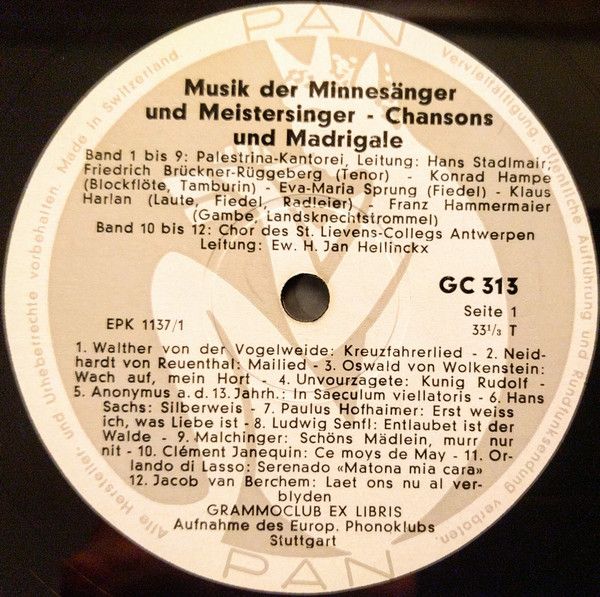 PAN
Musik der Minnesänger
und Meistersinger - Chansons
und Madrigale
Band 1 bis 9: Palestrina-Kantorei, Leitung: Hans Stadlmair;
Friedrich Brückner-Rüggeberg (Tenor) - Konrad Hampe
(Blockflöte, Tamburin) - Eva-Maria Sprung (Fiedel) - Klaus
Harlan (Laute, Fiedel, Radleier) - Franz Hammermaier
(Gambe, Landsknechtstrommel)
Band 10 bis 12: Chor des St. Lievens-Collegs Antwerpen
Leitung: Ew. H. Jan Hellinckx
GC 313
Seite 1
EPK 1137/1
33 1/3 T
1. Walther von der Vogelweide: Kreuzfahrerlied - 2. Neid-
hardt von Reuenthal: Mailied - 3. Oswald von Wolkenstein:
Wach auf, mein Hort - 4. Unvourzagete: Kunig Rudolf -
5. Anonymus a. d. 13. Jahrh.: In Saeculum viellatoris - 6. Hans
Sachs: Silberweis - 7. Paulus Hofhaimer: Erst weiss
ich, was Liebe ist - 8. Ludwig Senfl: Entlaubet ist der
Walde - 9. Malchinger: Schöns Mädlein, murr nur
nit - 10. Clément Janequin: Ce moys de May - 11. Or-
lando di Lasso: Serenado «Matona mia cara»
12. Jacob van Berchem: Laet ons nu al ver-
blyden
GRAMMOCLUB EX LIBRIS
Aufnahme des Europ. Phonoklubs
Stuttgart
PAN
Alle Hersteller- und Urheberrechte vorbehalten. Made in Switzerland
Vervielfältigung, öffentliche Aufführung und Rundfunksendung verboten.